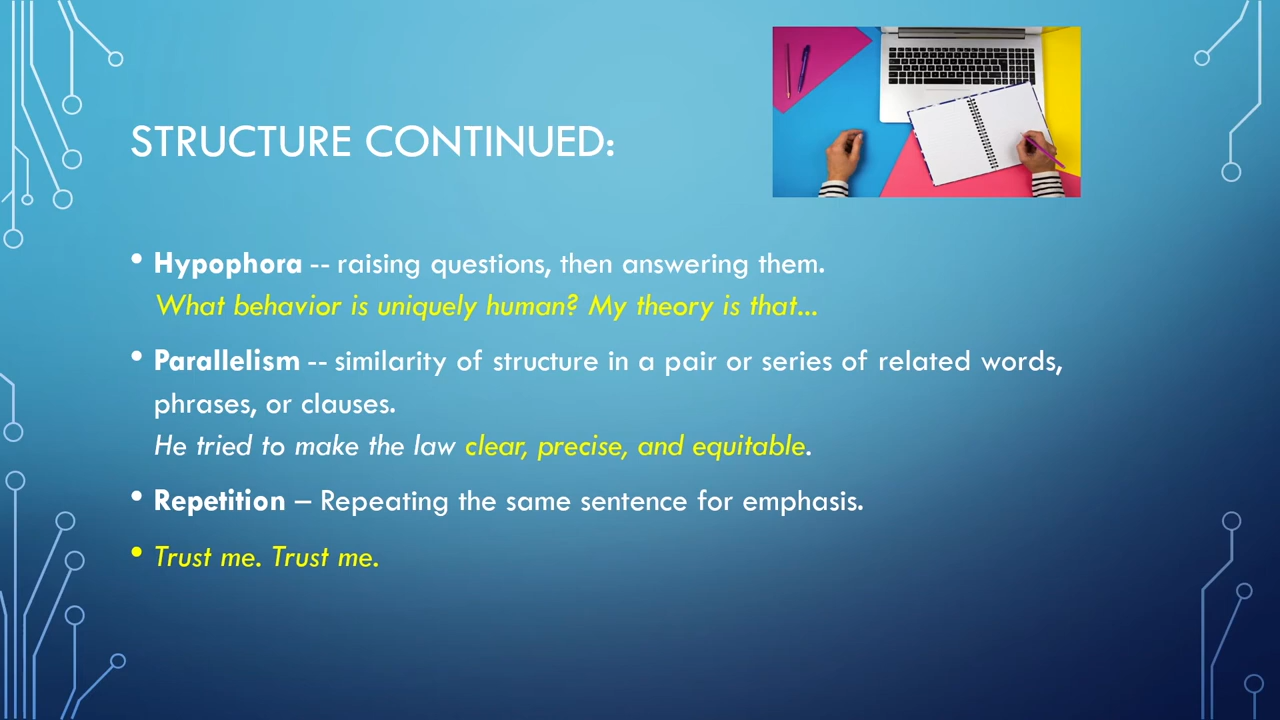 STRUCTURE CONTINUED:
• Hypophora -- raising questions, then answering them.
What behavior is uniquely human? My theory is that...
• Parallelism -- similarity of structure in a pair or series of related words,
phrases, or clauses.
He tried to make the law clear, precise, and equitable.
• Repetition – Repeating the same sentence for emphasis.
• Trust me. Trust me.